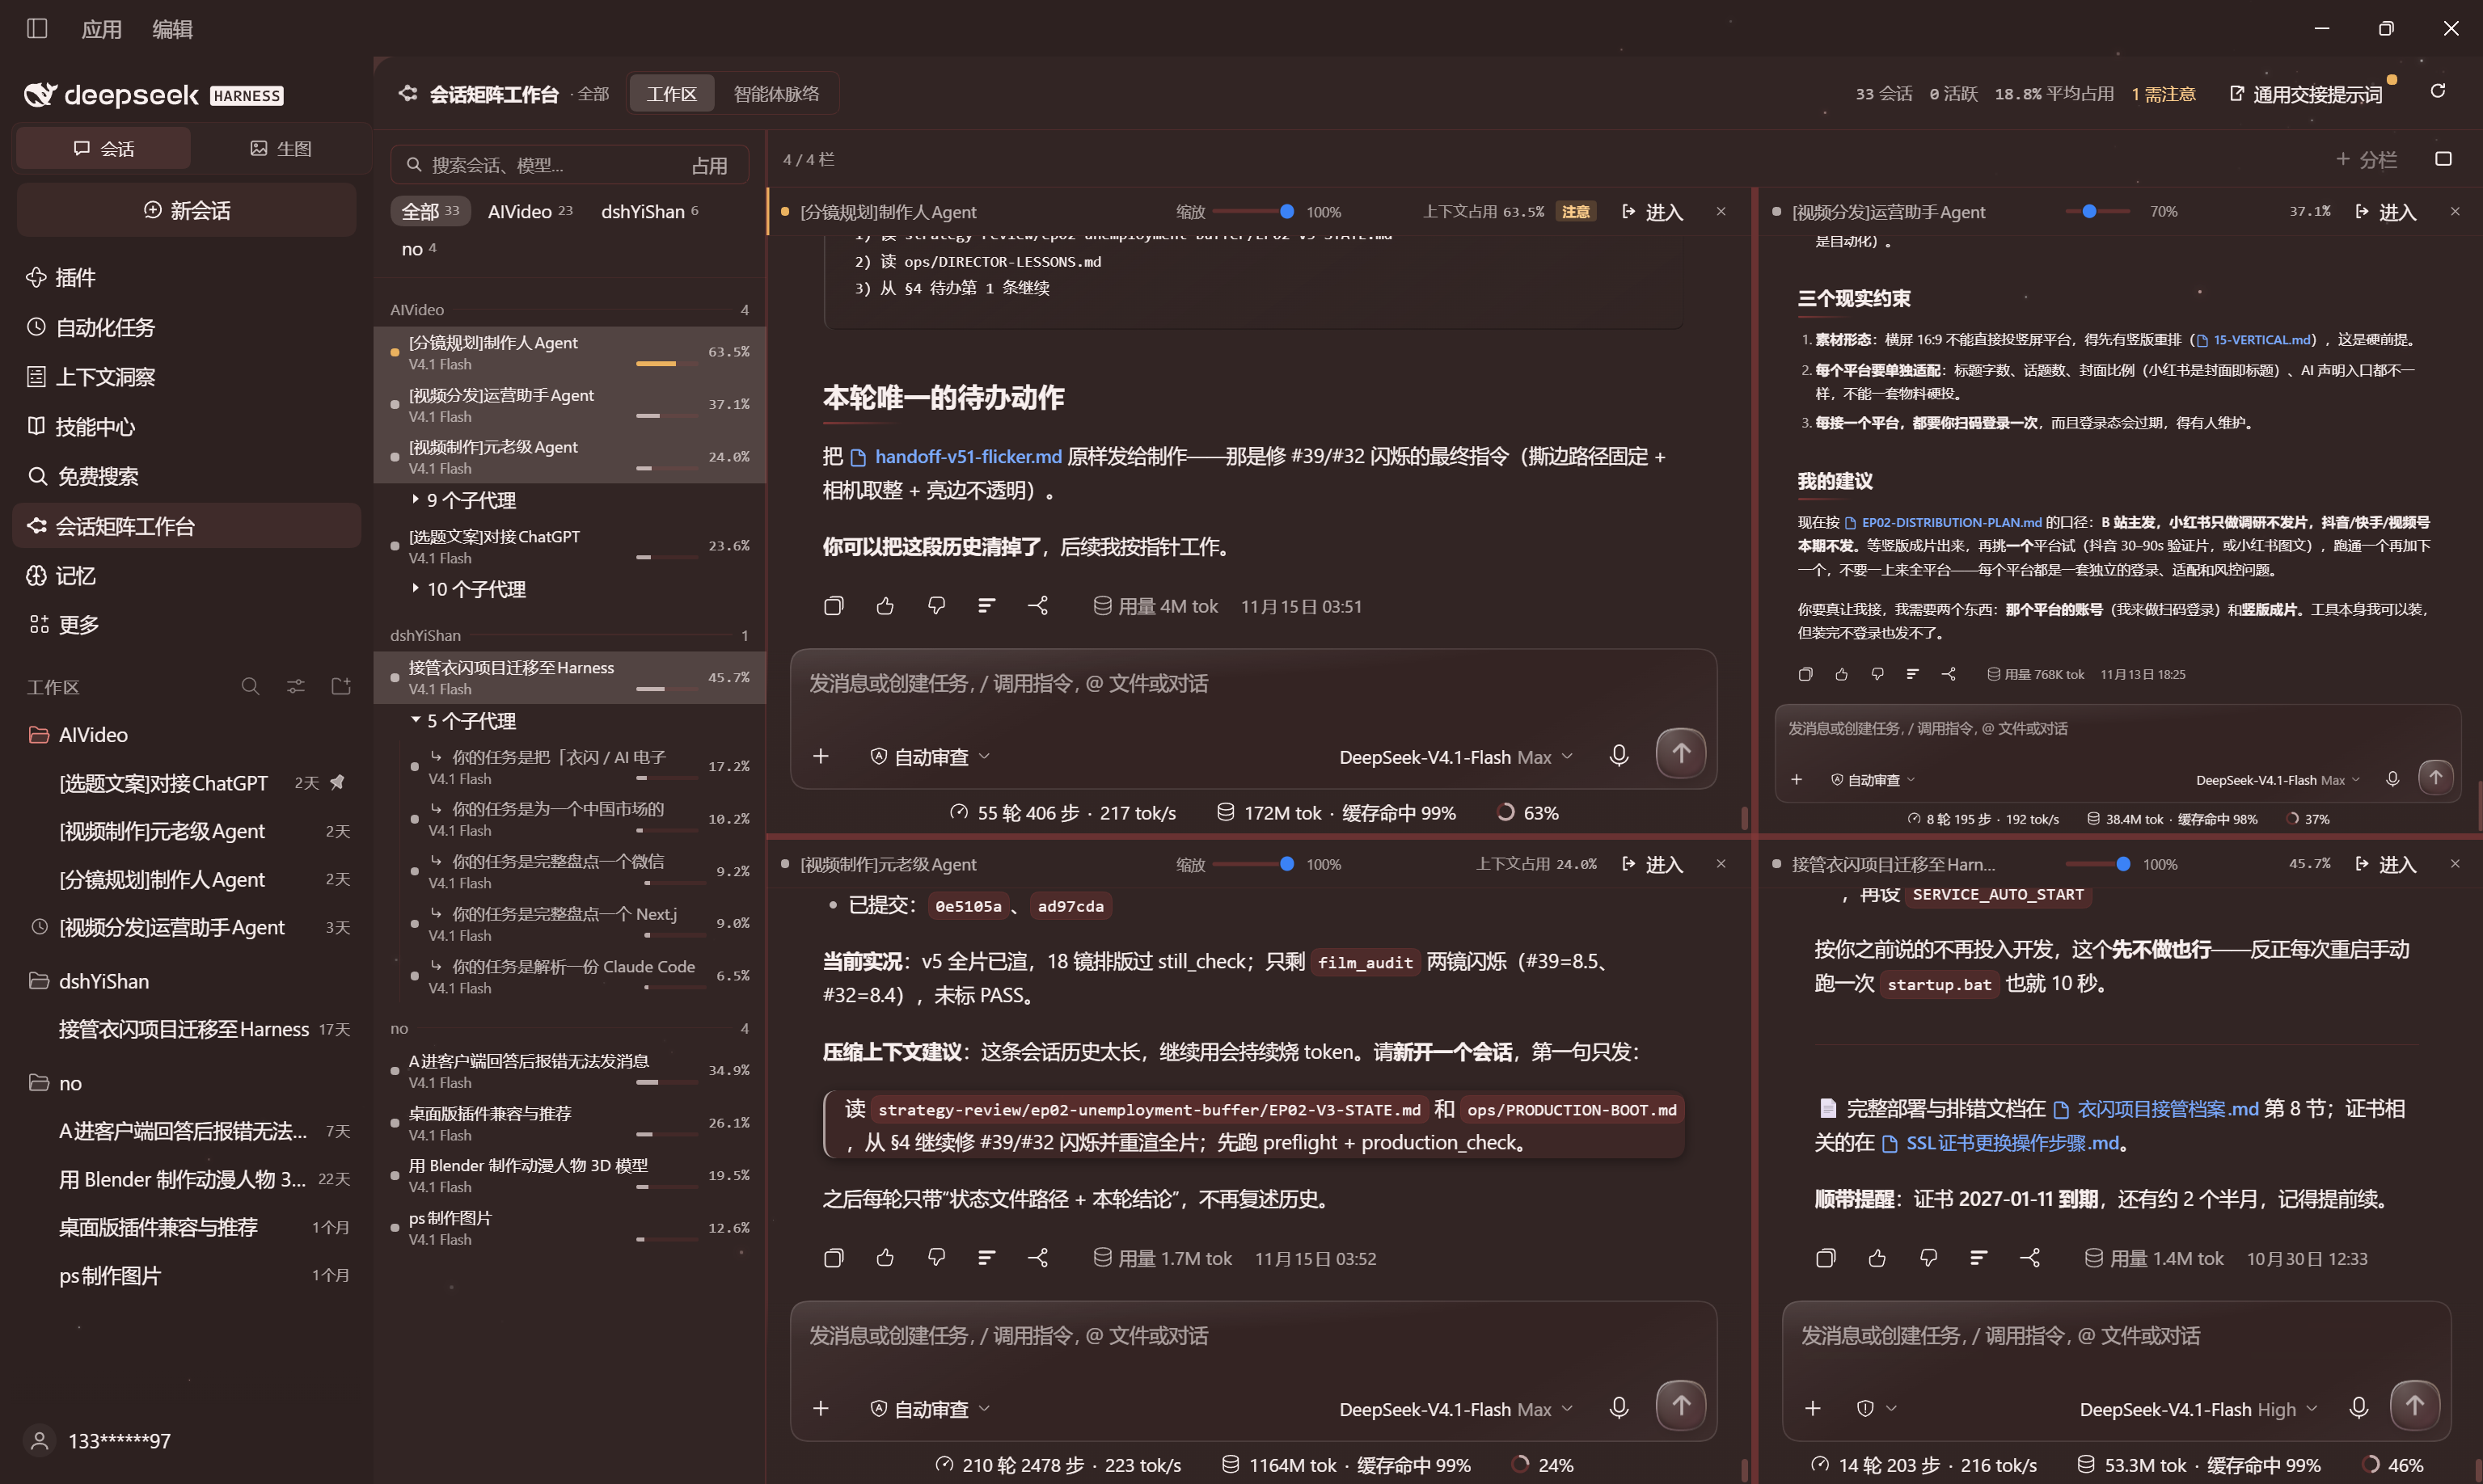 应用 编辑
deepseek HARNESS
会话 生图
新会话
插件
自动化任务
上下文洞察
技能中心
免费搜索
会话矩阵工作台
记忆
更多
工作区
AIVideo
[选题文案]对接ChatGPT 2天
[视频制作]元老级Agent 2天
[分镜规划]制作人Agent 2天
[视频分发]运营助手Agent 3天
dshYiShan
接管衣闪项目迁移至Harness 17天
no
A进客户端回答后报错无法... 7天
用 Blender 制作动漫人物 3... 22天
桌面版插件兼容与推荐 1个月
ps制作图片 1个月
133******97
会话矩阵工作台 · 全部 工作区 智能体脉络
33 会话 0 活跃 18.8% 平均占用 1 需注意 通用交接提示词
搜索会话、模型... 占用
全部 33 AIVideo 23 dshYiShan 6
no 4
AIVideo 4
[分镜规划]制作人Agent
V4.1 Flash 63.5%
[视频分发]运营助手Agent
V4.1 Flash 37.1%
[视频制作]元老级Agent
V4.1 Flash 24.0%
9 个子代理
[选题文案]对接ChatGPT
V4.1 Flash 23.6%
10 个子代理
dshYiShan 1
接管衣闪项目迁移至Harness
V4.1 Flash 45.7%
5 个子代理
你的任务是把「衣闪 / AI 电子
V4.1 Flash 17.2%
你的任务是为一个中国市场的
V4.1 Flash 10.2%
你的任务是完整盘点一个微信
V4.1 Flash 9.2%
你的任务是完整盘点一个 Next.j
V4.1 Flash 9.0%
你的任务是解析一份 Claude Code
V4.1 Flash 6.5%
no 4
A进客户端回答后报错无法发消息
V4.1 Flash 34.9%
桌面版插件兼容与推荐
V4.1 Flash 26.1%
用 Blender 制作动漫人物 3D 模型
V4.1 Flash 19.5%
ps制作图片
V4.1 Flash 12.6%
4 / 4 栏 + 分栏
[分镜规划]制作人Agent 缩放 100% 上下文占用 63.5% 注意 进入
1) 读 strategy-review/ep02-unemployment-buffer/EP02-V3-STATE.md
2) 读 ops/DIRECTOR-LESSONS.md
3) 从 §4 待办第 1 条继续
本轮唯一的待办动作
把 handoff-v51-flicker.md 原样发给制作——那是修 #39/#32 闪烁的最终指令（撕边路径固定 +
相机取整 + 亮边不透明）。
你可以把这段历史清掉了，后续我按指针工作。
用量 4M tok 11月15日 03:51
发消息或创建任务, / 调用指令, @ 文件或对话
自动审查 DeepSeek-V4.1-Flash Max
55 轮 406 步 · 217 tok/s 172M tok · 缓存命中 99% 63%
[视频分发]运营助手Agent 70% 37.1% 进入
是自动化）。
三个现实约束
1. 素材形态：横屏 16:9 不能直接投竖屏平台，得先有竖版重排（15-VERTICAL.md），这是硬前提。
2. 每个平台要单独适配：标题字数、话题数、封面比例（小红书是封面即标题）、AI 声明入口都不一
样，不能一套物料硬投。
3. 每接一个平台，都要你扫码登录一次，而且登录态会过期，得有人维护。
我的建议
现在按 EP02-DISTRIBUTION-PLAN.md 的口径：B 站主发，小红书只做调研不发片，抖音/快手/视频号
本期不发。等竖版成片出来，再挑一个平台试（抖音 30–90s 验证片，或小红书图文），跑通一个再加下
一个，不要一上来全平台——每个平台都是一套独立的登录、适配和风控问题。
你要真让我接，我需要两个东西：那个平台的账号（我来做扫码登录）和竖版成片。工具本身我可以装，
但装完不登录也发不了。
用量 768K tok 11月13日 18:25
发消息或创建任务, / 调用指令, @ 文件或对话
自动审查 DeepSeek-V4.1-Flash Max
8 轮 195 步 · 192 tok/s 38.4M tok · 缓存命中 98% 37%
[视频制作]元老级Agent 缩放 100% 上下文占用 24.0% 进入
• 已提交：0e5105a、ad97cda
当前实况：v5 全片已渲，18 镜排版过 still_check；只剩 film_audit 两镜闪烁（#39=8.5、
#32=8.4），未标 PASS。
压缩上下文建议：这条会话历史太长，继续用会持续烧 token。请新开一个会话，第一句只发：
读 strategy-review/ep02-unemployment-buffer/EP02-V3-STATE.md 和 ops/PRODUCTION-BOOT.md
，从 §4 继续修 #39/#32 闪烁并重渲全片；先跑 preflight + production_check。
之后每轮只带“状态文件路径 + 本轮结论”，不再复述历史。
用量 1.7M tok 11月15日 03:52
发消息或创建任务, / 调用指令, @ 文件或对话
自动审查 DeepSeek-V4.1-Flash Max
210 轮 2478 步 · 223 tok/s 1164M tok · 缓存命中 99% 24%
接管衣闪项目迁移至Harn... 100% 45.7% 进入
，再设 SERVICE_AUTO_START
按你之前说的不再投入开发，这个先不做也行——反正每次重启手动
跑一次 startup.bat 也就 10 秒。
完整部署与排错文档在 衣闪项目接管档案.md 第 8 节；证书相
关的在 SSL证书更换操作步骤.md。
顺带提醒：证书 2027-01-11 到期，还有约 2 个半月，记得提前续。
用量 1.4M tok 10月30日 12:33
发消息或创建任务, / 调用指令, @ 文件或对话
DeepSeek-V4.1-Flash High
14 轮 203 步 · 216 tok/s 53.3M tok · 缓存命中 99% 46%